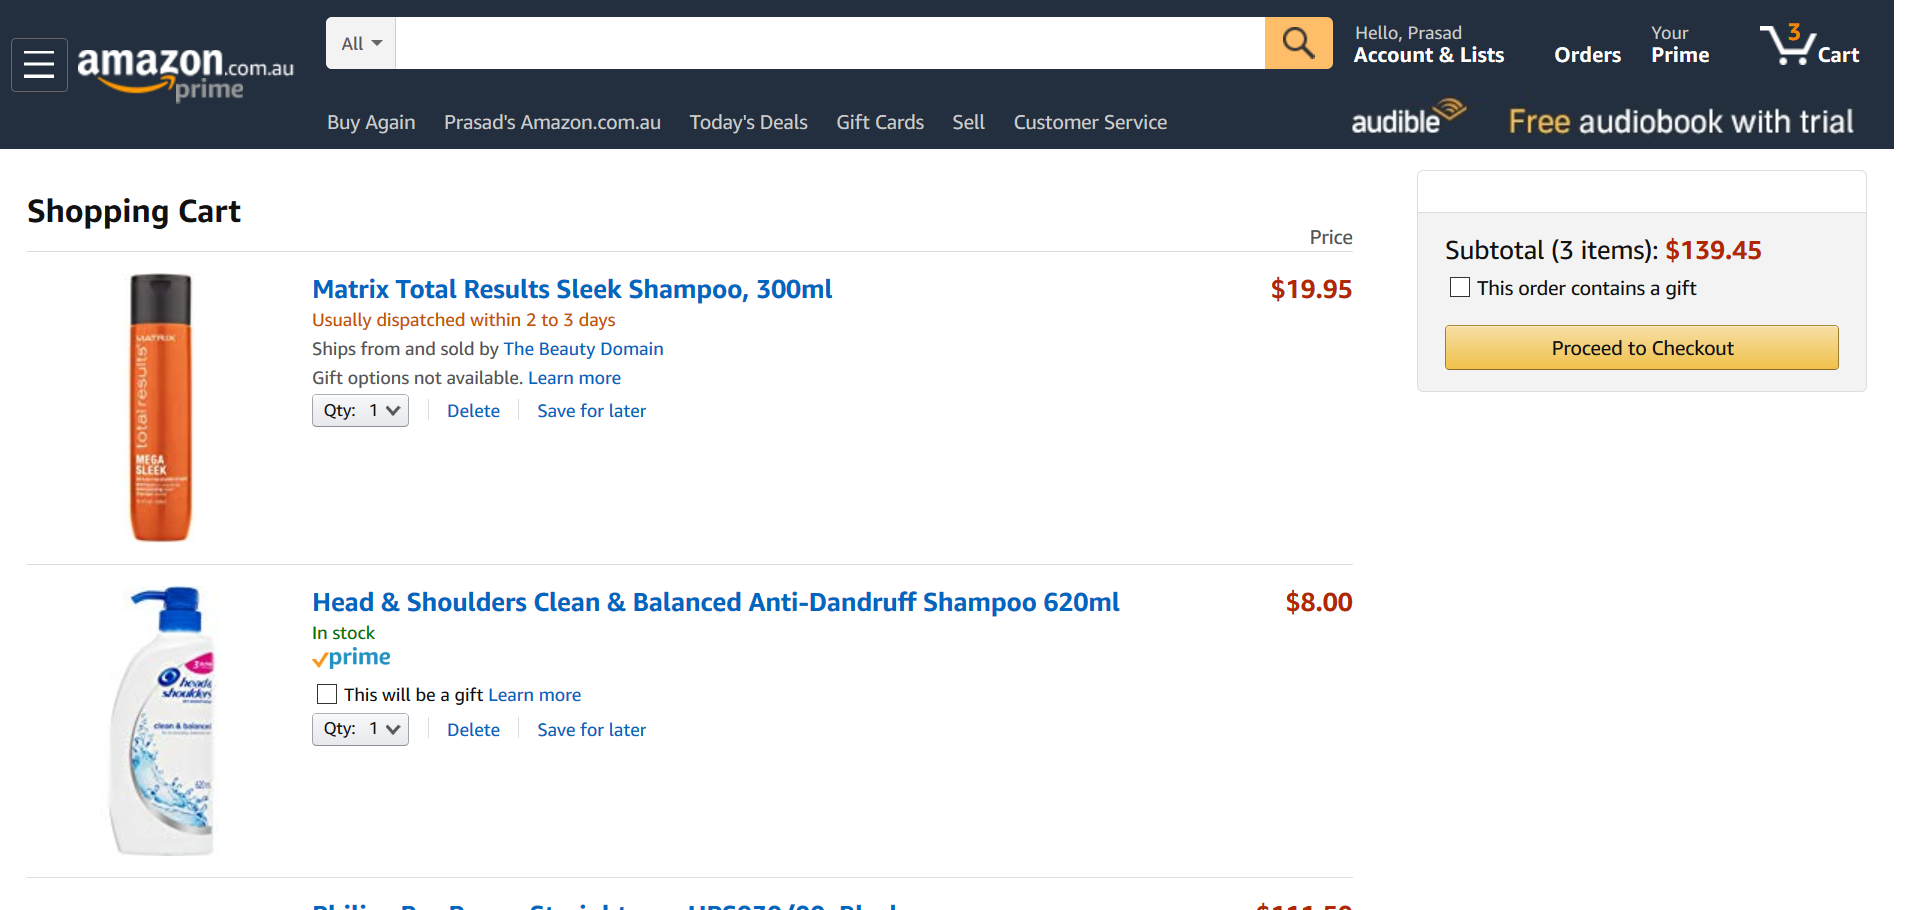 All
Hello, Prasad
Account & Lists
Orders
Your
Prime
3
Cart
amazon.com.au
prime
Buy Again
Prasad's Amazon.com.au
Today's Deals
Gift Cards
Sell
Customer Service
audible
Free audiobook with trial
Shopping Cart
Price
Matrix Total Results Sleek Shampoo, 300ml
$19.95
Usually dispatched within 2 to 3 days
Ships from and sold by The Beauty Domain
Gift options not available. Learn more
Qty: 1
Delete
Save for later
MATRIX
total results
MEGA
SLEEK
Head & Shoulders Clean & Balanced Anti-Dandruff Shampoo 620ml
$8.00
In stock
prime
This will be a gift Learn more
Qty: 1
Delete
Save for later
head &
shoulders
clean & balanced
Subtotal (3 items): $139.45
This order contains a gift
Proceed to Checkout